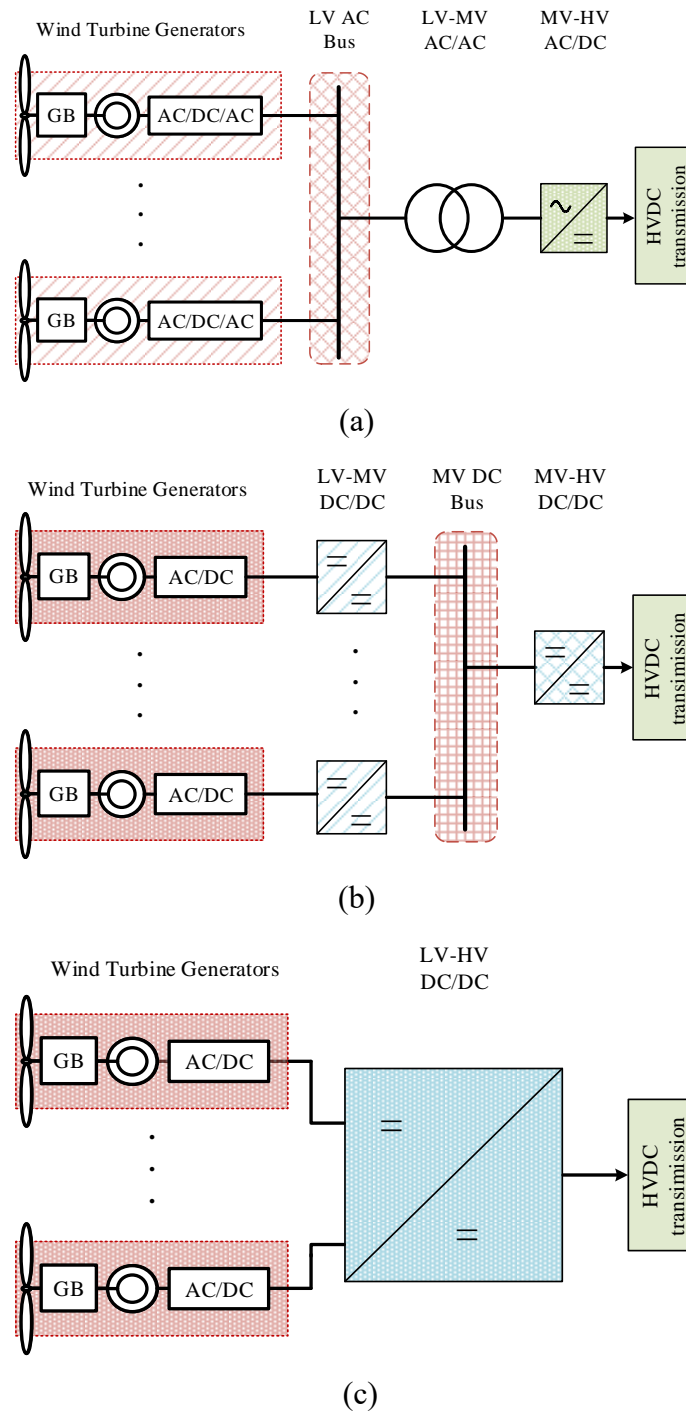 Wind Turbine Generators
LV AC
Bus
LV-MV
AC/AC
MV-HV
AC/DC
GB
AC/DC/AC
GB
AC/DC/AC
HVDC
transimission
(a)
Wind Turbine Generators
LV-MV
DC/DC
MV DC
Bus
MV-HV
DC/DC
GB
AC/DC
GB
AC/DC
HVDC
transimission
(b)
Wind Turbine Generators
LV-HV
DC/DC
GB
AC/DC
GB
AC/DC
HVDC
transimission
(c)